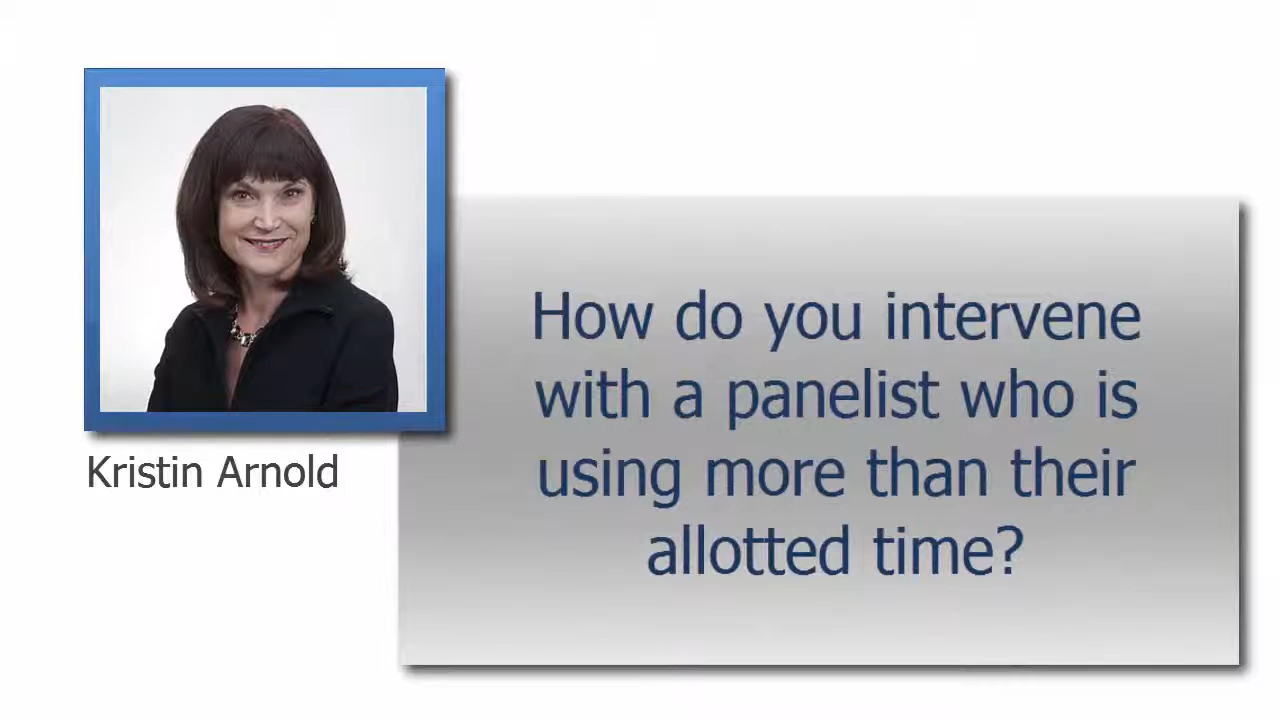 Kristin Arnold
How do you intervene
with a panelist who is
using more than their
allotted time?